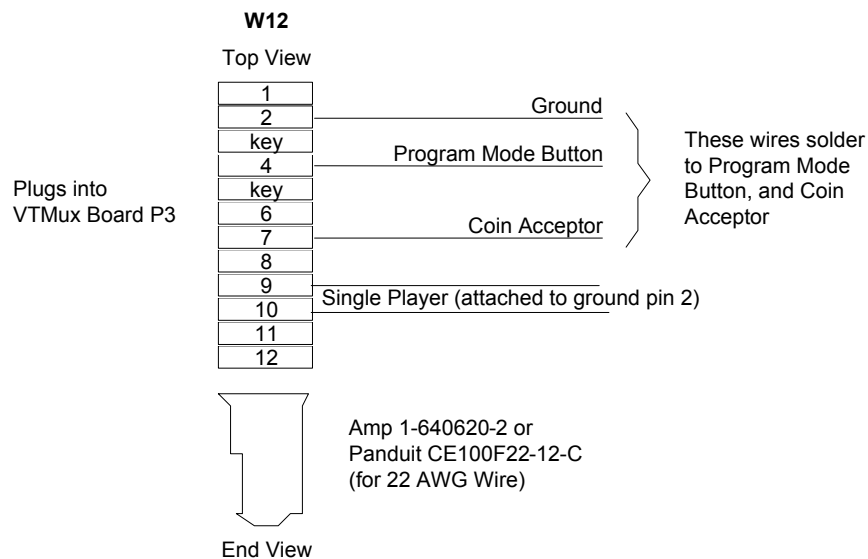 W12
Top View
1
2
key
4
key
6
7
8
9
10
11
12
Ground
Program Mode Button
Coin Acceptor
Single Player (attached to ground pin 2)
Plugs into
VTMux Board P3
These wires solder
to Program Mode
Button, and Coin
Acceptor
Amp 1-640620-2 or
Panduit CE100F22-12-C
(for 22 AWG Wire)
End View